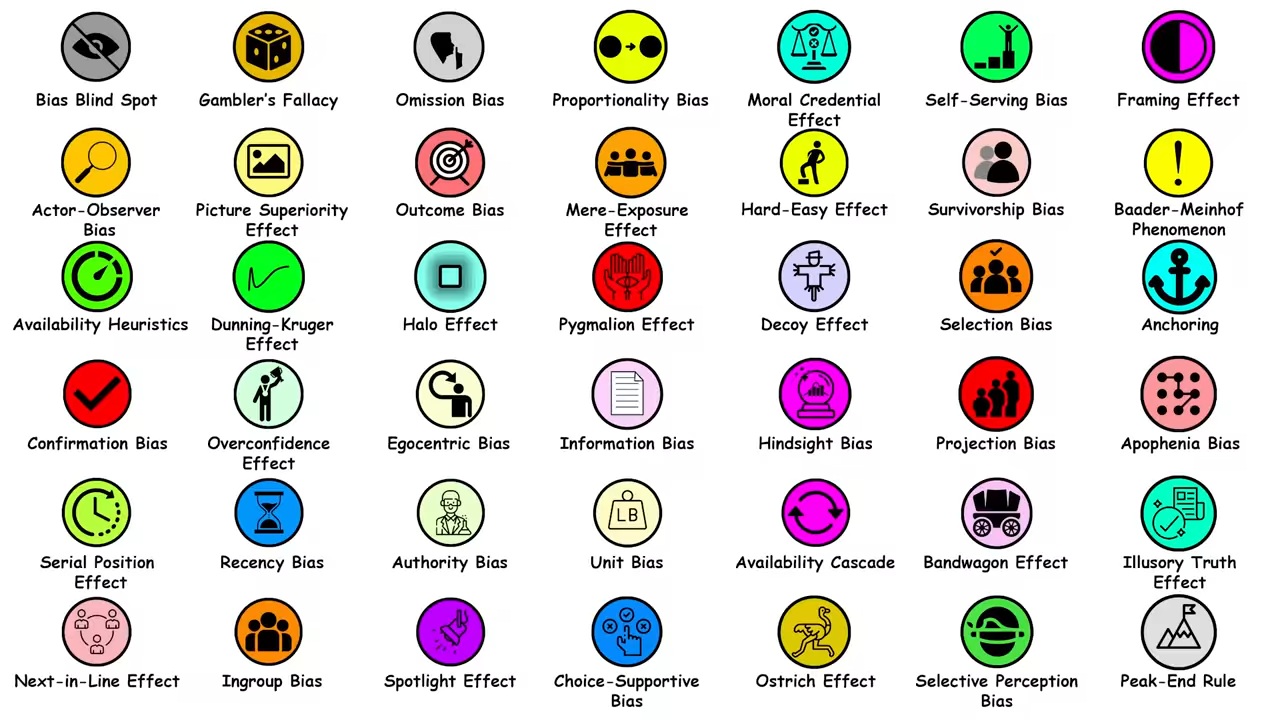 Bias Blind Spot
Gambler's Fallacy
Omission Bias
Proportionality Bias
Moral Credential
Effect
Self-Serving Bias
Framing Effect
Actor-Observer
Bias
Picture Superiority
Effect
Outcome Bias
Mere-Exposure
Effect
Hard-Easy Effect
Survivorship Bias
Baader-Meinhof
Phenomenon
Availability Heuristics
Dunning-Kruger
Effect
Halo Effect
Pygmalion Effect
Decoy Effect
Selection Bias
Anchoring
Confirmation Bias
Overconfidence
Effect
Egocentric Bias
Information Bias
Hindsight Bias
Projection Bias
Apophenia Bias
Serial Position
Effect
Recency Bias
Authority Bias
LB
Unit Bias
Availability Cascade
Bandwagon Effect
Illusory Truth
Effect
Next-in-Line Effect
Ingroup Bias
Spotlight Effect
Choice-Supportive
Bias
Ostrich Effect
Selective Perception
Bias
Peak-End Rule